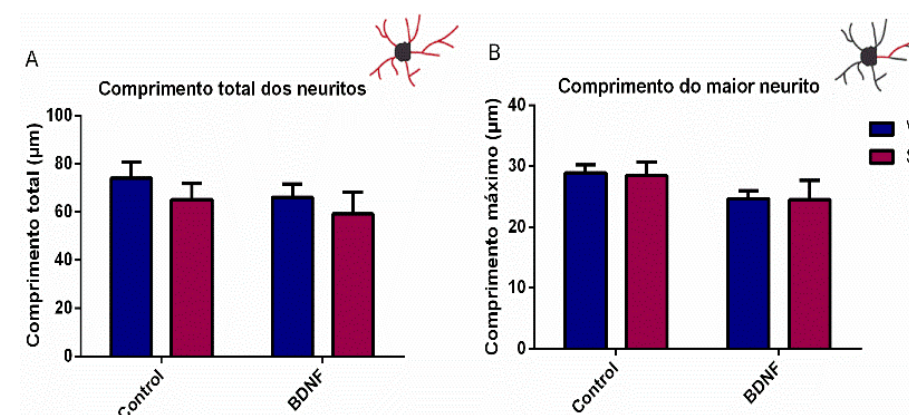 A
Comprimento total dos neuritos
Comprimento total (µm)
100
80
60
40
20
0
Control
BDNF
B
Comprimento do maior neurito
Comprimento máximo (µm)
40
30
20
10
0
Control
BDNF